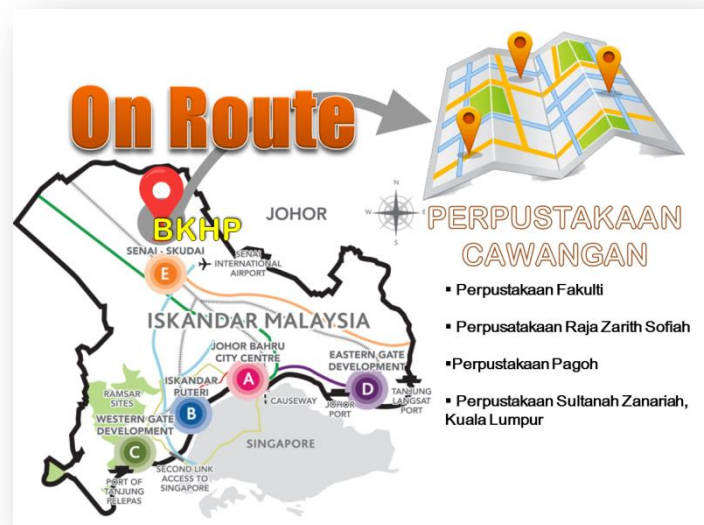 On Route
BKHP
JOHOR
N
W
E
S
SENAI - SKUDAI
E
SENAI
INTERNATIONAL
AIRPORT
ISKANDAR MALAYSIA
JOHOR BAHRU
CITY CENTRE
A
EASTERN GATE
DEVELOPMENT
D
ISKANDAR
PUTERI
B
CAUSEWAY
JOHOR
PORT
TANJUNG
LANGSAT
PORT
RAMSAR
SITES
WESTERN GATE
DEVELOPMENT
C
SINGAPORE
PORT OF
TANJUNG
PELEPAS
SECOND LINK
ACCESS TO
SINGAPORE
PERPUSTAKAAN
CAWANGAN
▪ Perpustakaan Fakulti
▪ Perpusatakaan Raja Zarith Sofiah
▪Perpustakaan Pagoh
▪ Perpustakaan Sultanah Zanariah,
Kuala Lumpur